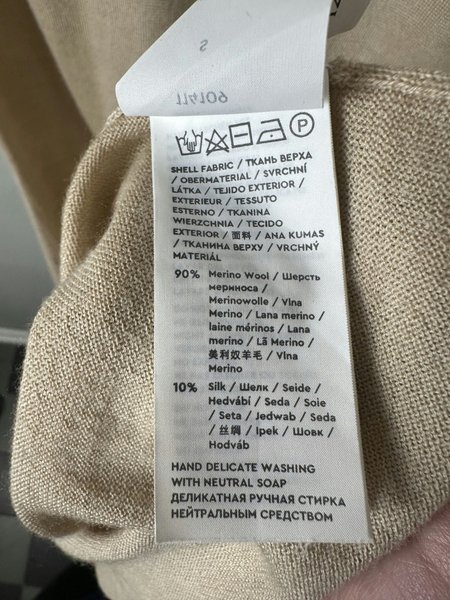 S
114109
P
SHELL FABRIC / ТКАНЬ ВЕРХА
/ OBERMATERIAL / SVRCHNÍ
LÁTKA / TEJIDO EXTERIOR /
EXTERIEUR / TESSUTO
ESTERNO / TKANINA
WIERZCHNIA / TECIDO
EXTERIOR / 面料 / ANA KUMAS
/ ТКАНИНА ВЕРХУ / VRCHNÝ
MATERIÁL
90% Merino Wool / Шерсть
мериноса /
Merinowolle / Vlna
Merino / Lana merino /
laine mérinos / Lana
merino / Lã Merino /
美利奴羊毛 / Vlna
Merino
10% Silk / Шелк / Seide /
Hedvábí / Seda / Soie
/ Seta / Jedwab / Seda
/ 丝绸 / Ipek / Шовк /
Hodváb
HAND DELICATE WASHING
WITH NEUTRAL SOAP
ДЕЛИКАТНАЯ РУЧНАЯ СТИРКА
НЕЙТРАЛЬНЫМ СРЕДСТВОМ